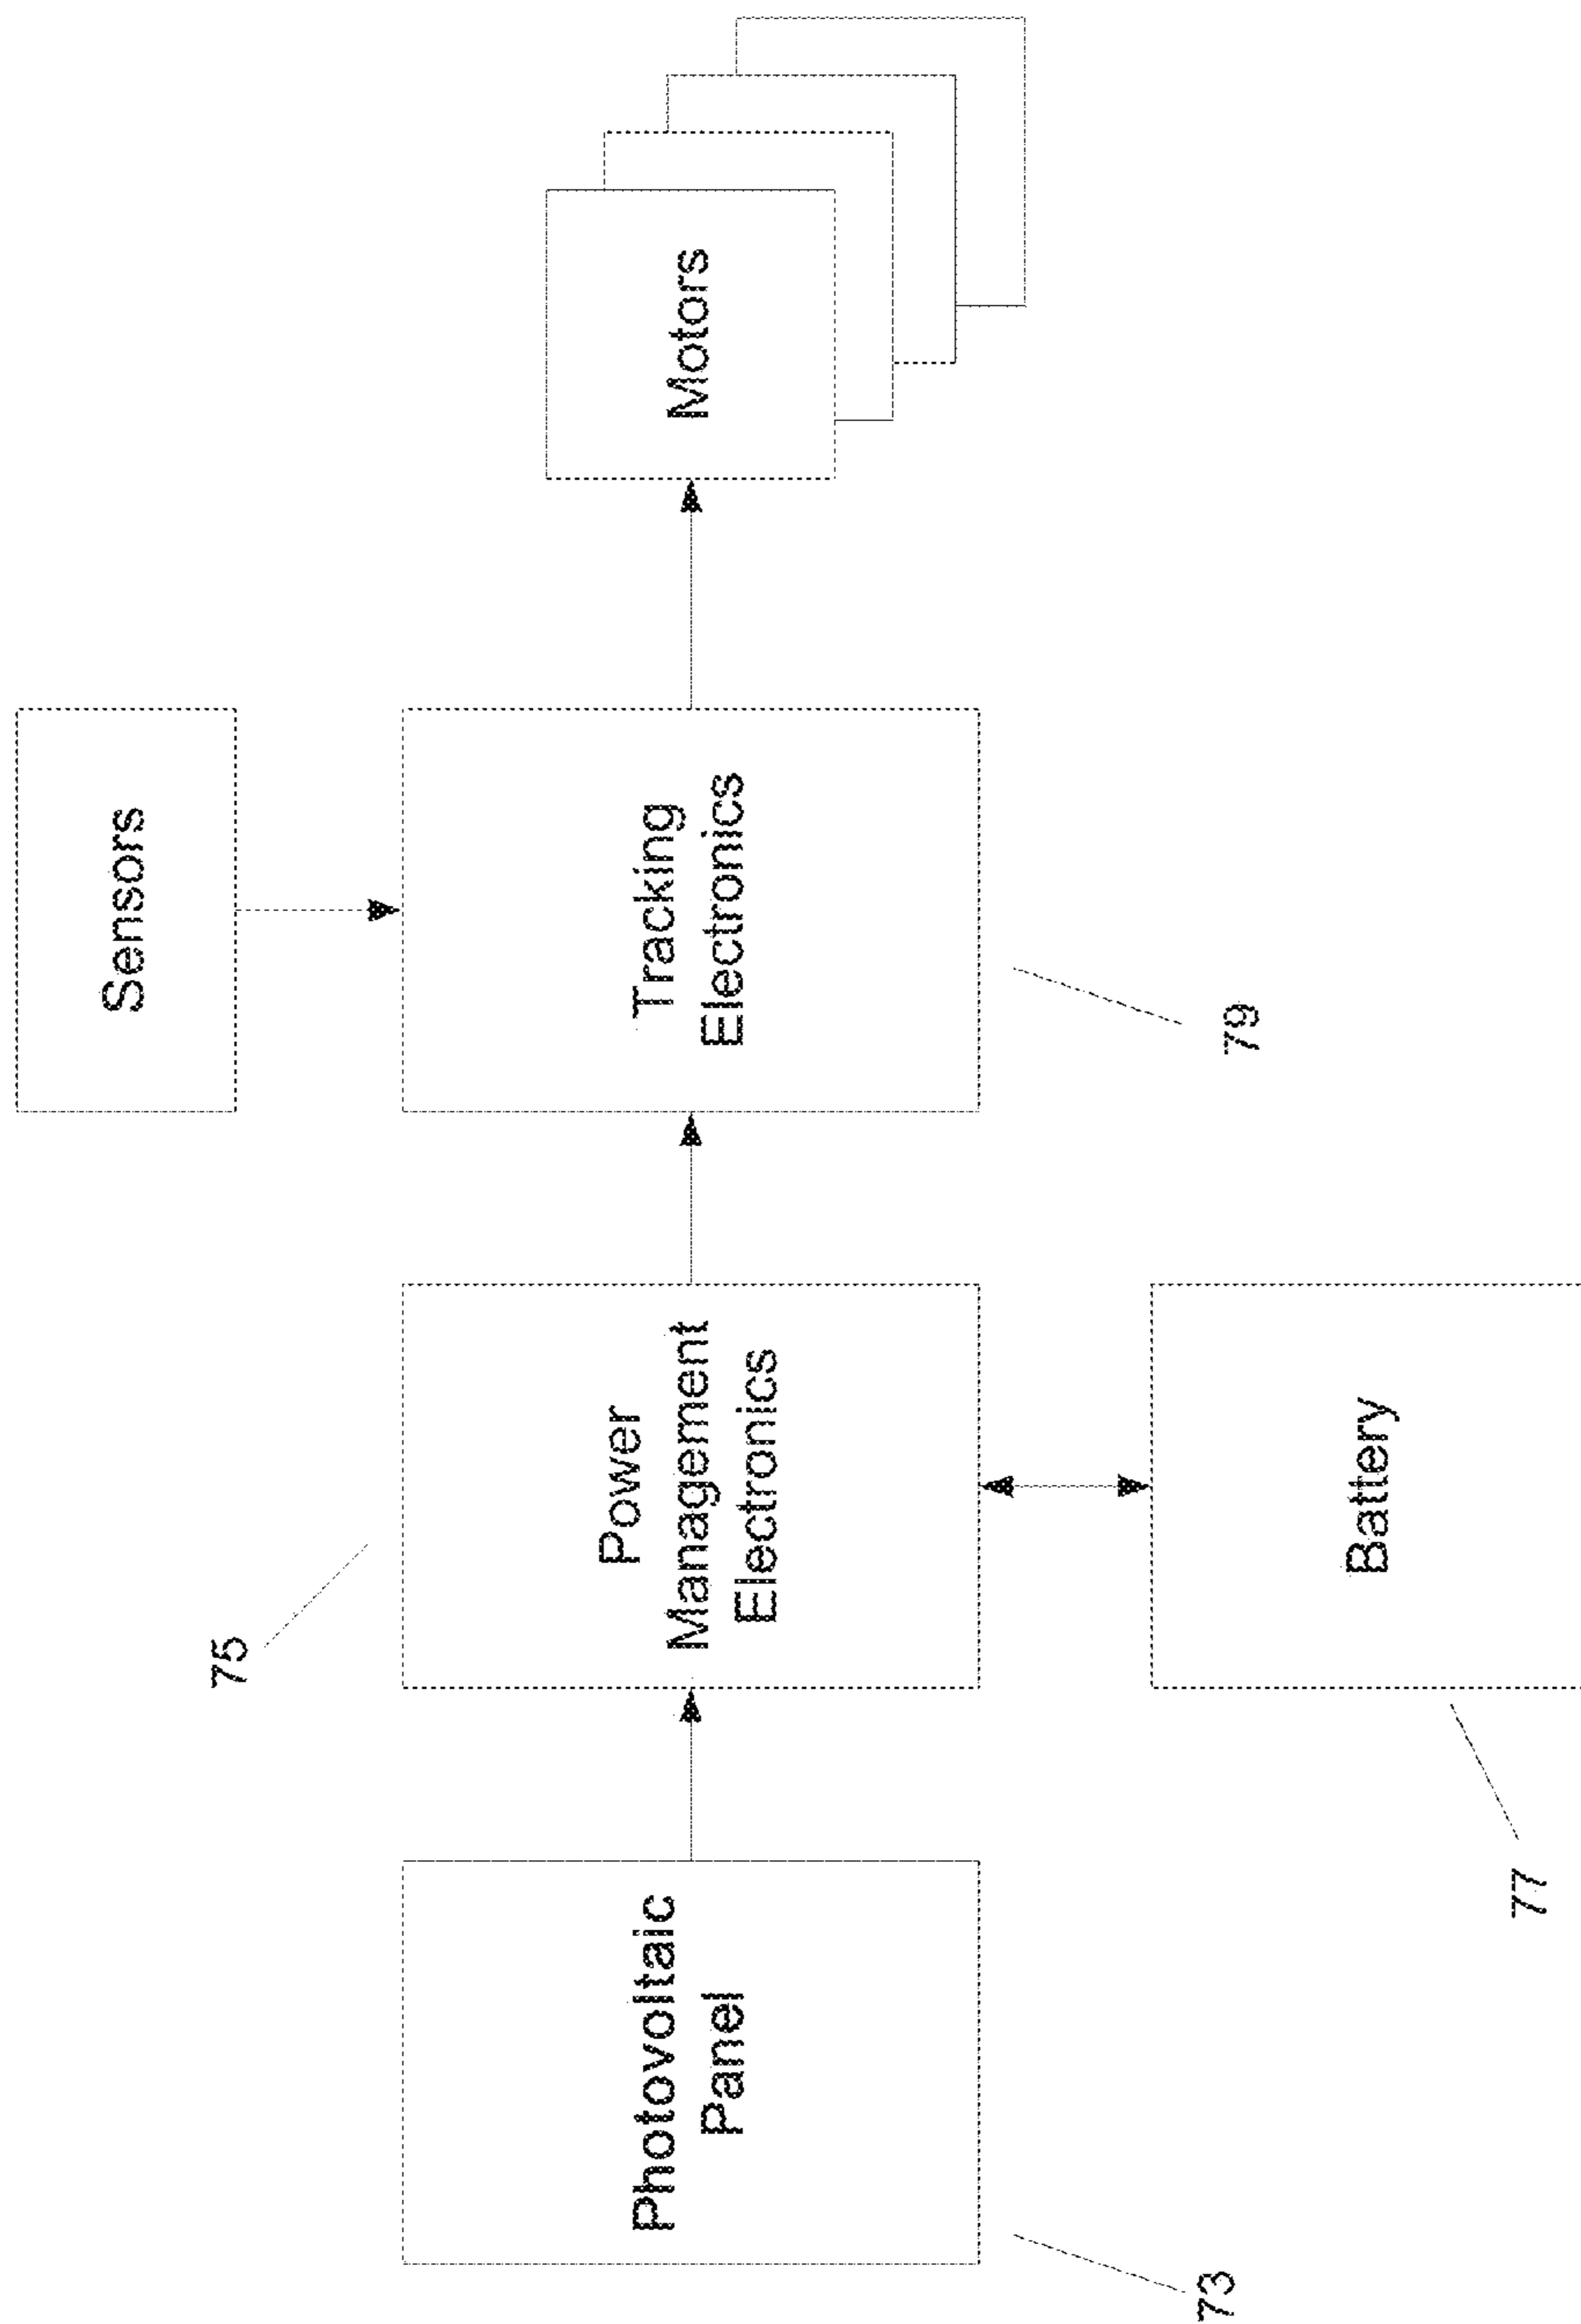 Sensors
Motors
Tracking
Electronics
79
75
Power
Management
Electronics
Battery
77
Photovoltaic
Panel
73